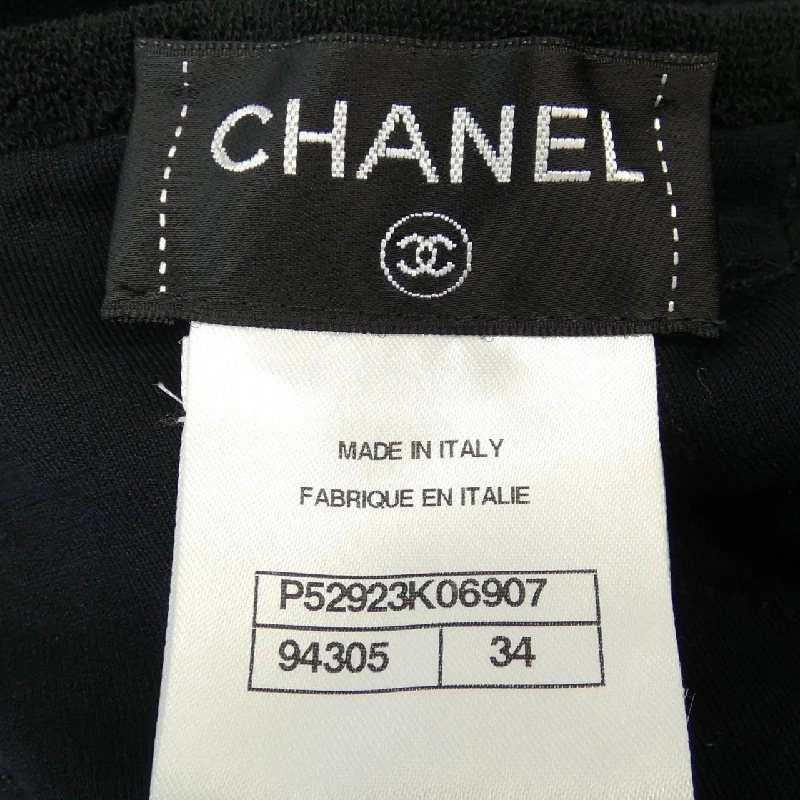 CHANEL
MADE IN ITALY
FABRIQUE EN ITALIE
P52923K06907
94305 34